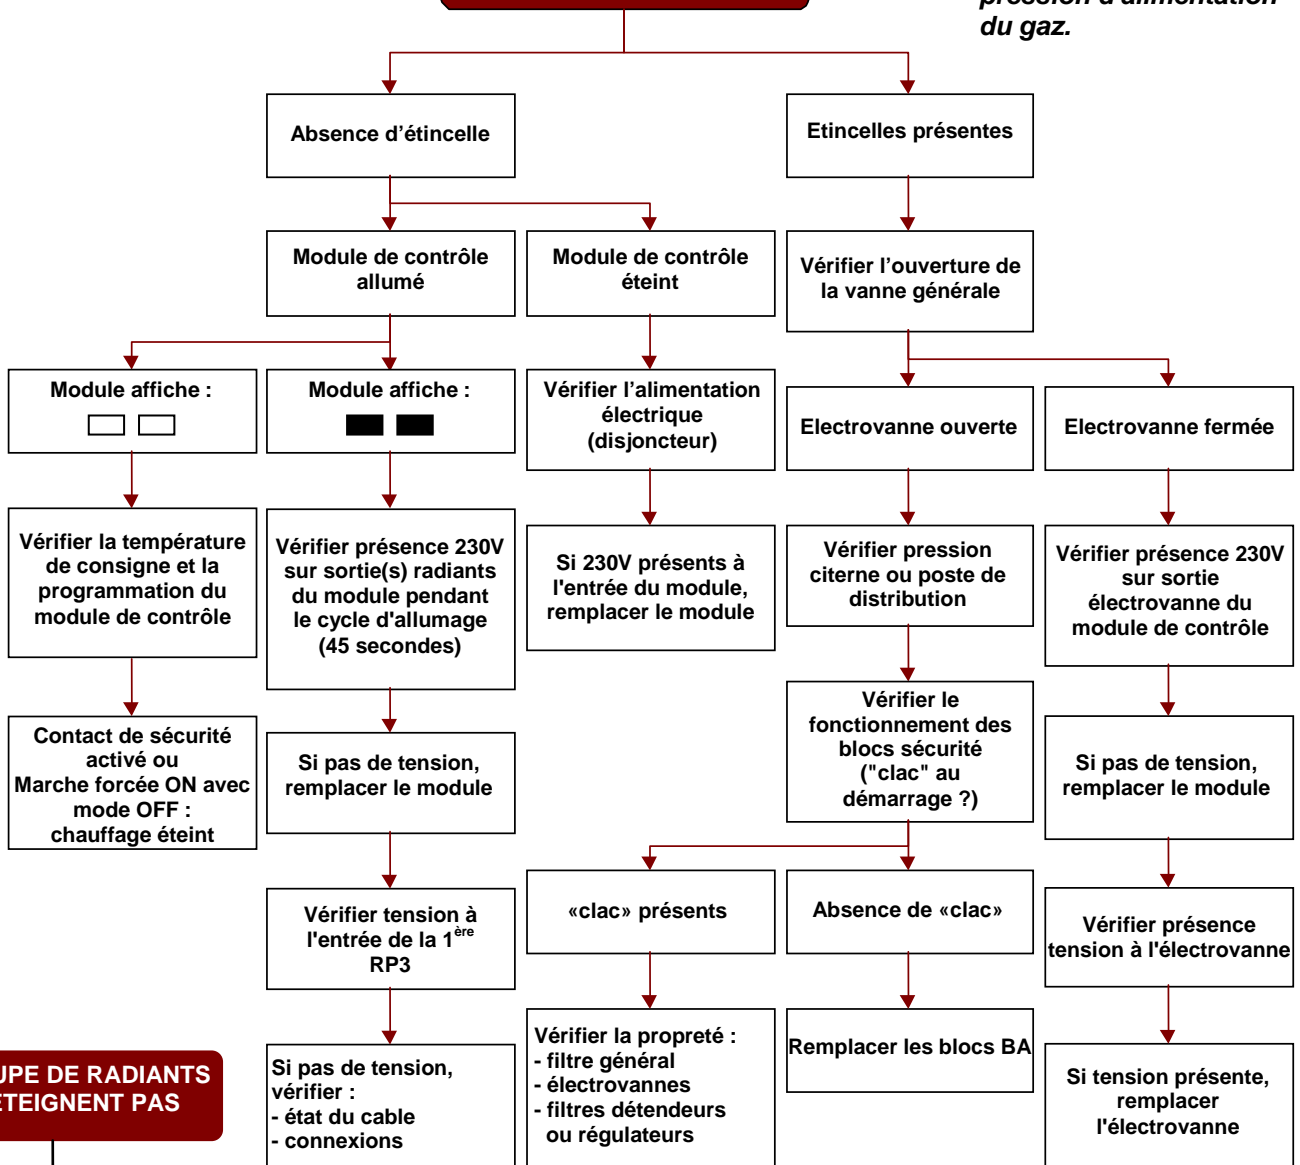 pression d'alimentation
du gaz.
Absence d'étincelle
Etincelles présentes
Module de contrôle
allumé
Module de contrôle
éteint
Vérifier l'ouverture de
la vanne générale
Module affiche :
Module affiche :
Vérifier l'alimentation
électrique
(disjoncteur)
Electrovanne ouverte
Electrovanne fermée
Vérifier la température
de consigne et la
programmation du
module de contrôle
Vérifier présence 230V
sur sortie(s) radiants
du module pendant
le cycle d'allumage
(45 secondes)
Si 230V présents à
l'entrée du module,
remplacer le module
Vérifier pression
citerne ou poste de
distribution
Vérifier présence 230V
sur sortie
électrovanne du
module de contrôle
Contact de sécurité
activé ou
Marche forcée ON avec
mode OFF :
chauffage éteint
Si pas de tension,
remplacer le module
Vérifier le
fonctionnement des
blocs sécurité
("clac" au
démarrage ?)
Si pas de tension,
remplacer le module
Vérifier tension à
l'entrée de la 1ère
RP3
«clac» présents
Absence de «clac»
Vérifier présence
tension à l'électrovanne
Si pas de tension,
vérifier :
- état du cable
- connexions
Vérifier la propreté :
- filtre général
- électrovannes
- filtres détendeurs
ou régulateurs
Remplacer les blocs BA
Si tension présente,
remplacer
l'électrovanne
UPE DE RADIANTS
ETEIGNENT PAS